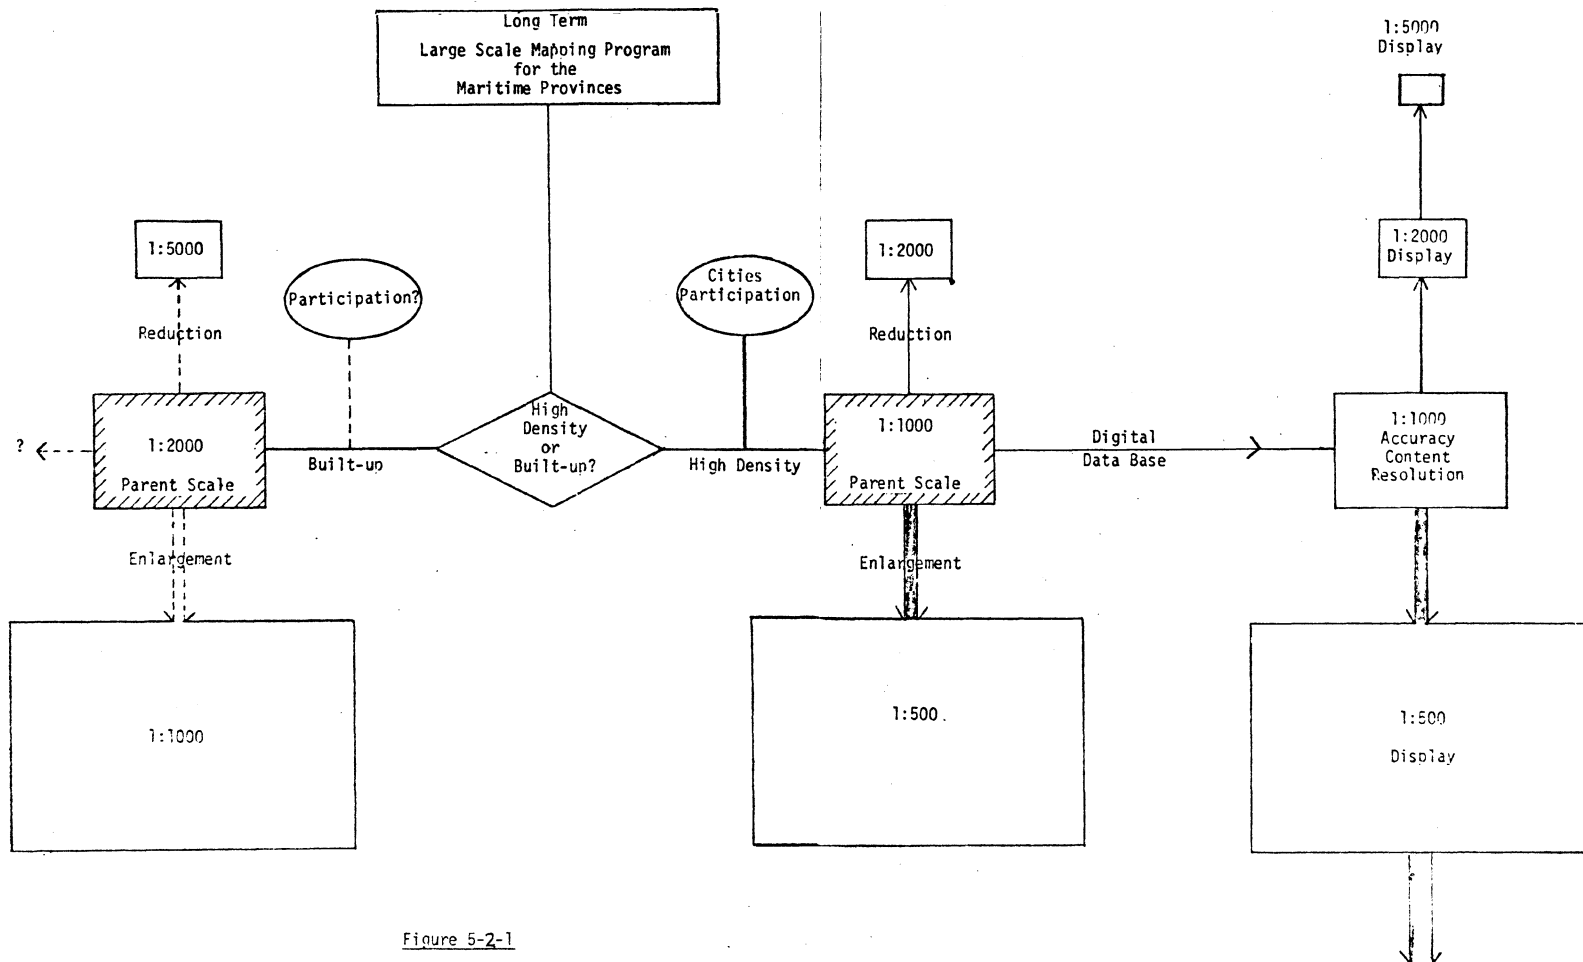 Long Term
Large Scale Mapping Program
for the
Maritime Provinces
1:5000
Display
1:5000
Participation?
Cities
Participation
1:2000
1:2000
Display
Reduction
Reduction
?
1:2000
Parent Scale
Built-up
High
Density
or
Built-up?
High Density
1:1000
Parent Scale
Digital
Data Base
1:1000
Accuracy
Content
Resolution
Enlargement
Enlargement
1:1000
1:500
1:500
Display
Figure 5-2-1